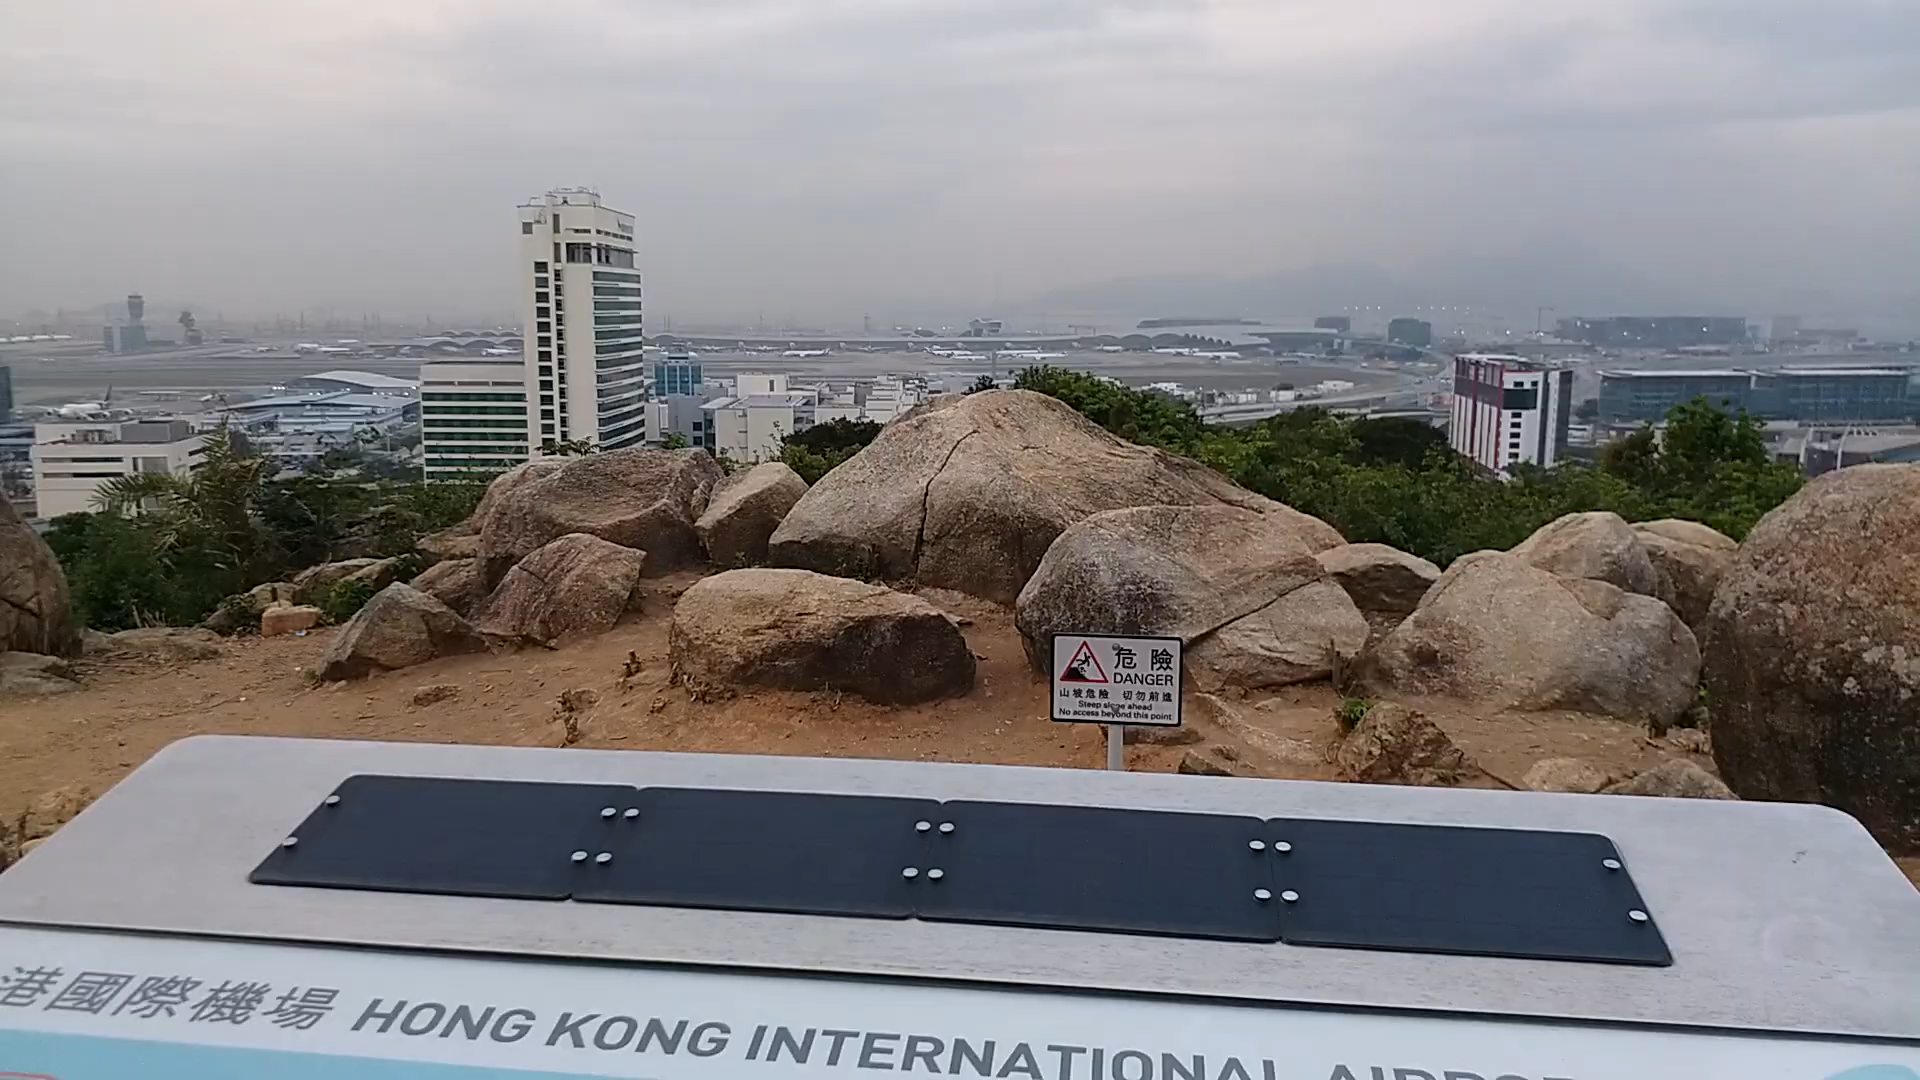 危險
DANGER
山坡危險 切勿前進
Steep slope ahead
No access beyond this point
港國際機場 HONG KONG INTERNATIONAL AIRPO